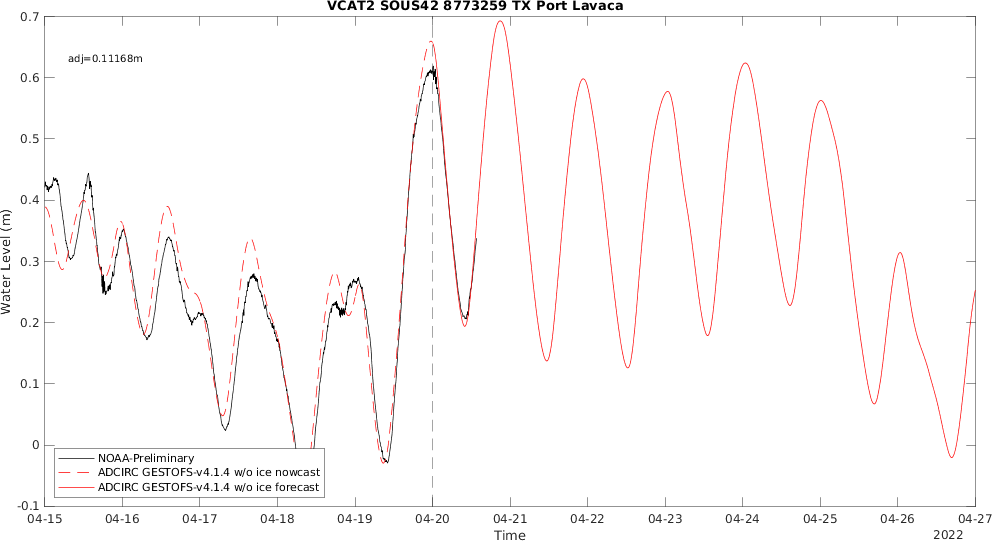 VCAT2 SOUS42 8773259 TX Port Lavaca
adj=0.11168m
0.7
0.6
0.5
0.4
0.3
0.2
0.1
0
-0.1
Water Level (m)
NOAA-Preliminary
ADCIRC GESTOFS-v4.1.4 w/o ice nowcast
ADCIRC GESTOFS-v4.1.4 w/o ice forecast
04-15 04-16 04-17 04-18 04-19 04-20 04-21 04-22 04-23 04-24 04-25 04-26 04-27
Time
2022